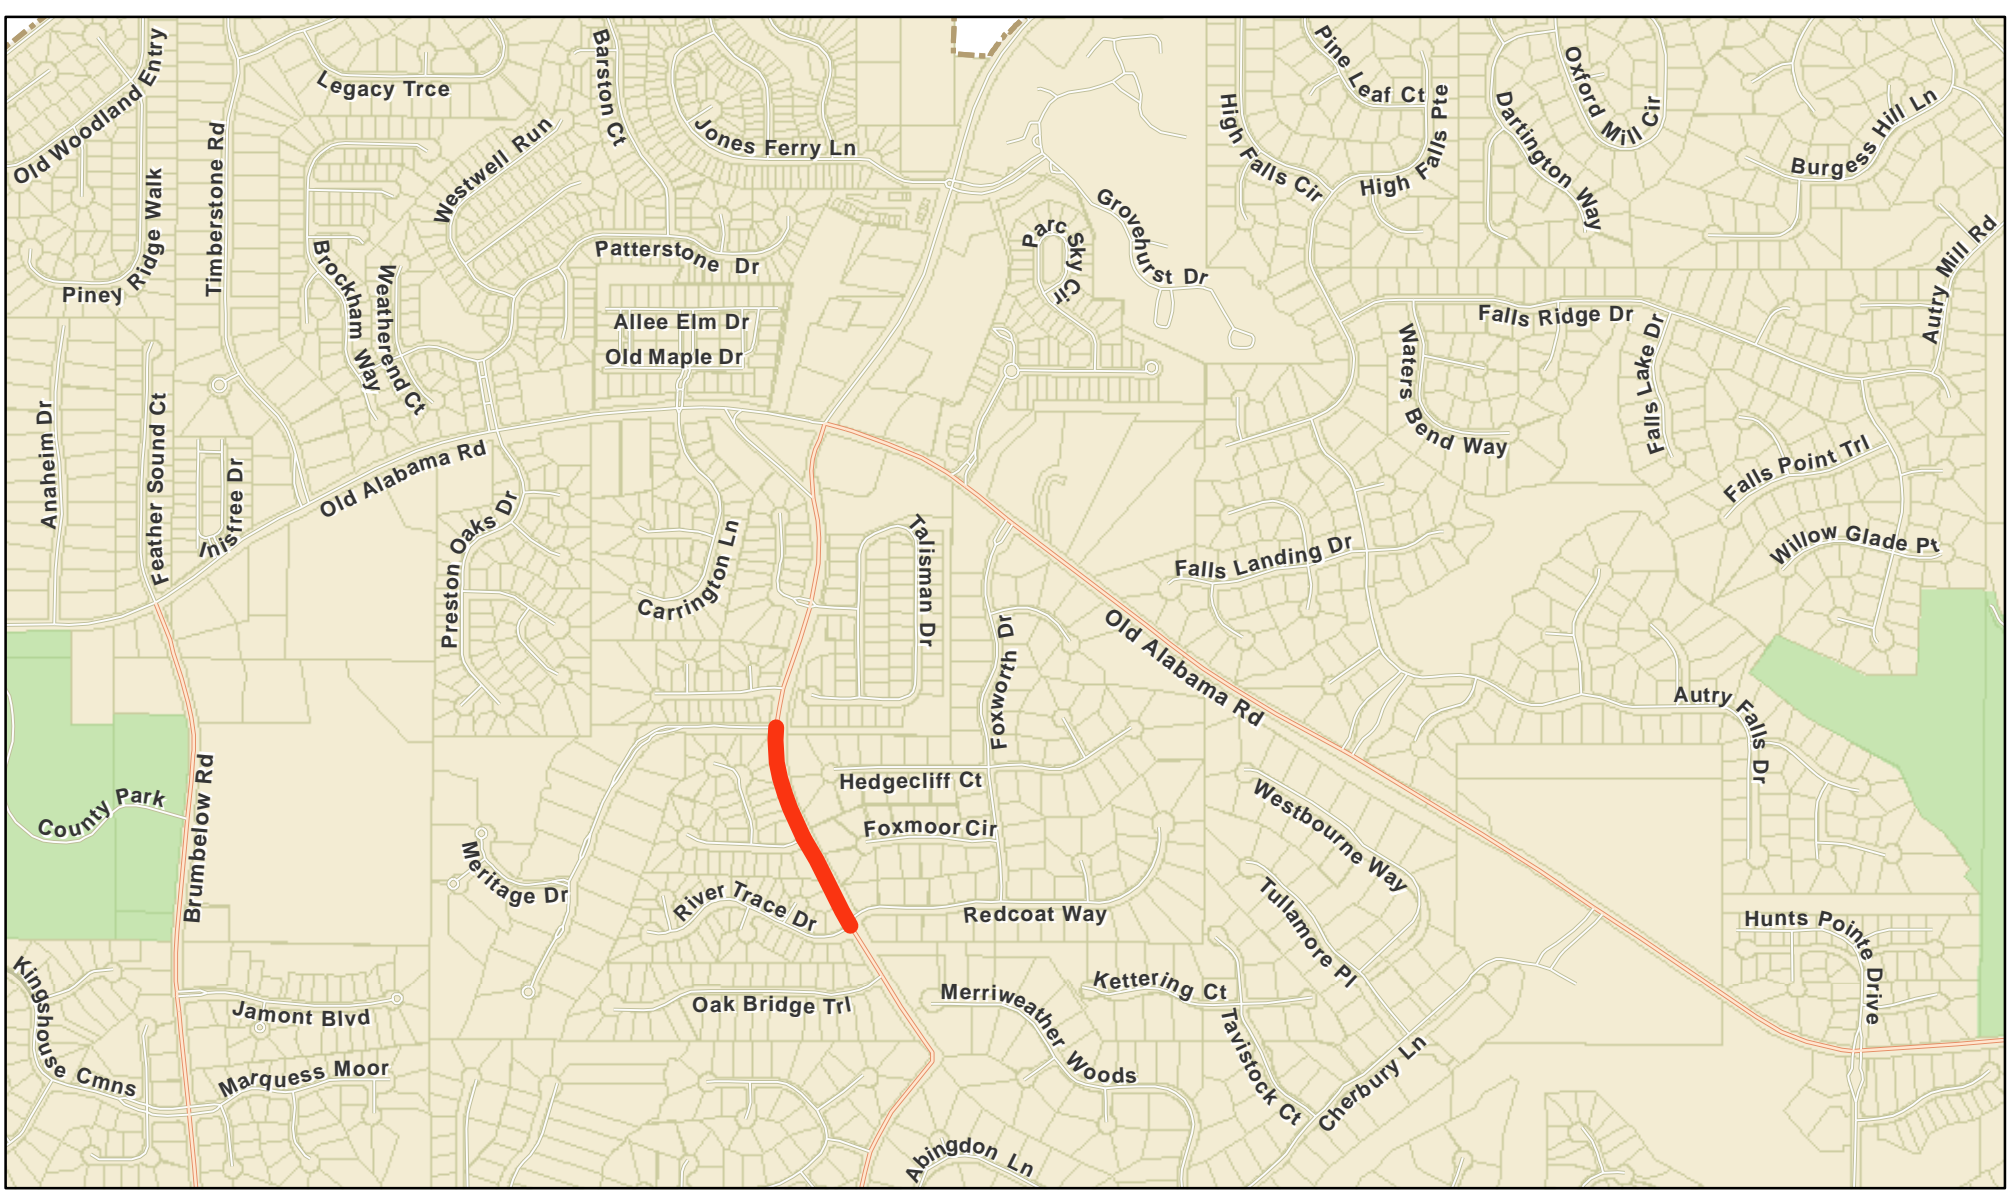 Old Woodland Entry
Legacy Trce
Barston Ct
Jones Ferry Ln
Pine Leaf Ct
High Falls Pte
Oxford Mill Cir
Dartington Way
Burgess Hill Ln
High Falls Cir
Timberstone Rd
Westwell Run
Piney Ridge Walk
Grovehurst Dr
Parc Sky Cir
Patterstone Dr
Brockham Way
Weatherend Ct
Autry Mill Rd
Allee Elm Dr
Old Maple Dr
Falls Ridge Dr
Waters Bend Way
Falls Lake Dr
Anaheim Dr
Feather Sound Ct
Inisfree Dr
Old Alabama Rd
Preston Oaks Dr
Carrington Ln
Talisman Dr
Falls Landing Dr
Falls Point Trl
Willow Glade Pt
Foxworth Dr
Old Alabama Rd
Autry Falls Dr
Brumbelow Rd
County Park
Hedgecliff Ct
Foxmoor Cir
Westbourne Way
Meritage Dr
River Trace Dr
Redcoat Way
Tullamore Pl
Hunts Pointe Drive
Kingshouse Cmns
Jamont Blvd
Oak Bridge Trl
Merriweather Woods
Kettering Ct
Tavistock Ct
Cherbury Ln
Marquess Moor
Abingdon Ln